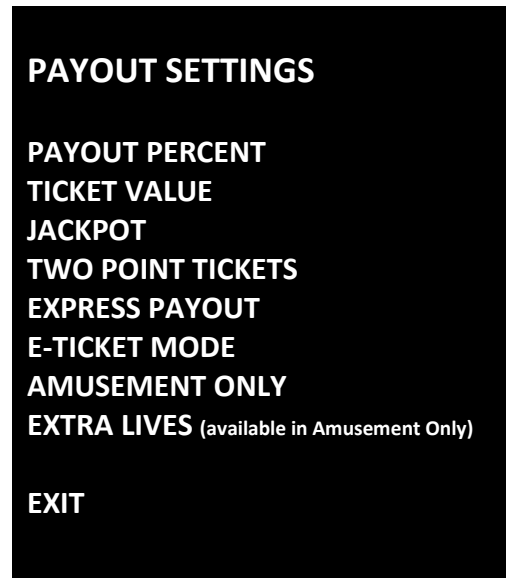 PAYOUT SETTINGS
PAYOUT PERCENT
TICKET VALUE
JACKPOT
TWO POINT TICKETS
EXPRESS PAYOUT
E-TICKET MODE
AMUSEMENT ONLY
EXTRA LIVES (available in Amusement Only)
EXIT